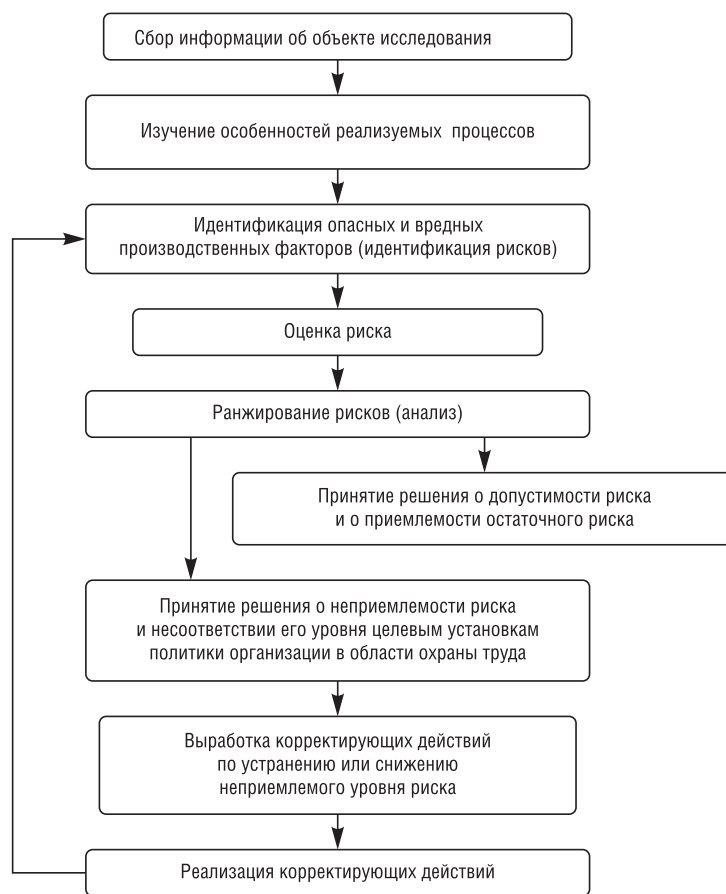 Сбор информации об объекте исследования
Изучение особенностей реализуемых процессов
Идентификация опасных и вредных
производственных факторов (идентификация рисков)
Оценка риска
Ранжирование рисков (анализ)
Принятие решения о допустимости риска
и о приемлемости остаточного риска
Принятие решения о неприемлемости риска
и несоответствии его уровня целевым установкам
политики организации в области охраны труда
Выработка корректирующих действий
по устранению или снижению
неприемлемого уровня риска
Реализация корректирующих действий